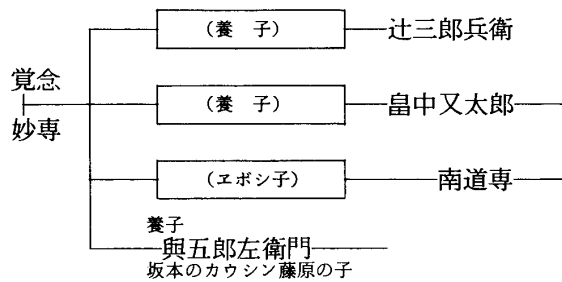 （養　子）
辻三郎兵衛
覚念
（養　子）
畠中又太郎
妙専
（ヱボシ子）
南道専
養子
與五郎左衛門
坂本のカウシン藤原の子